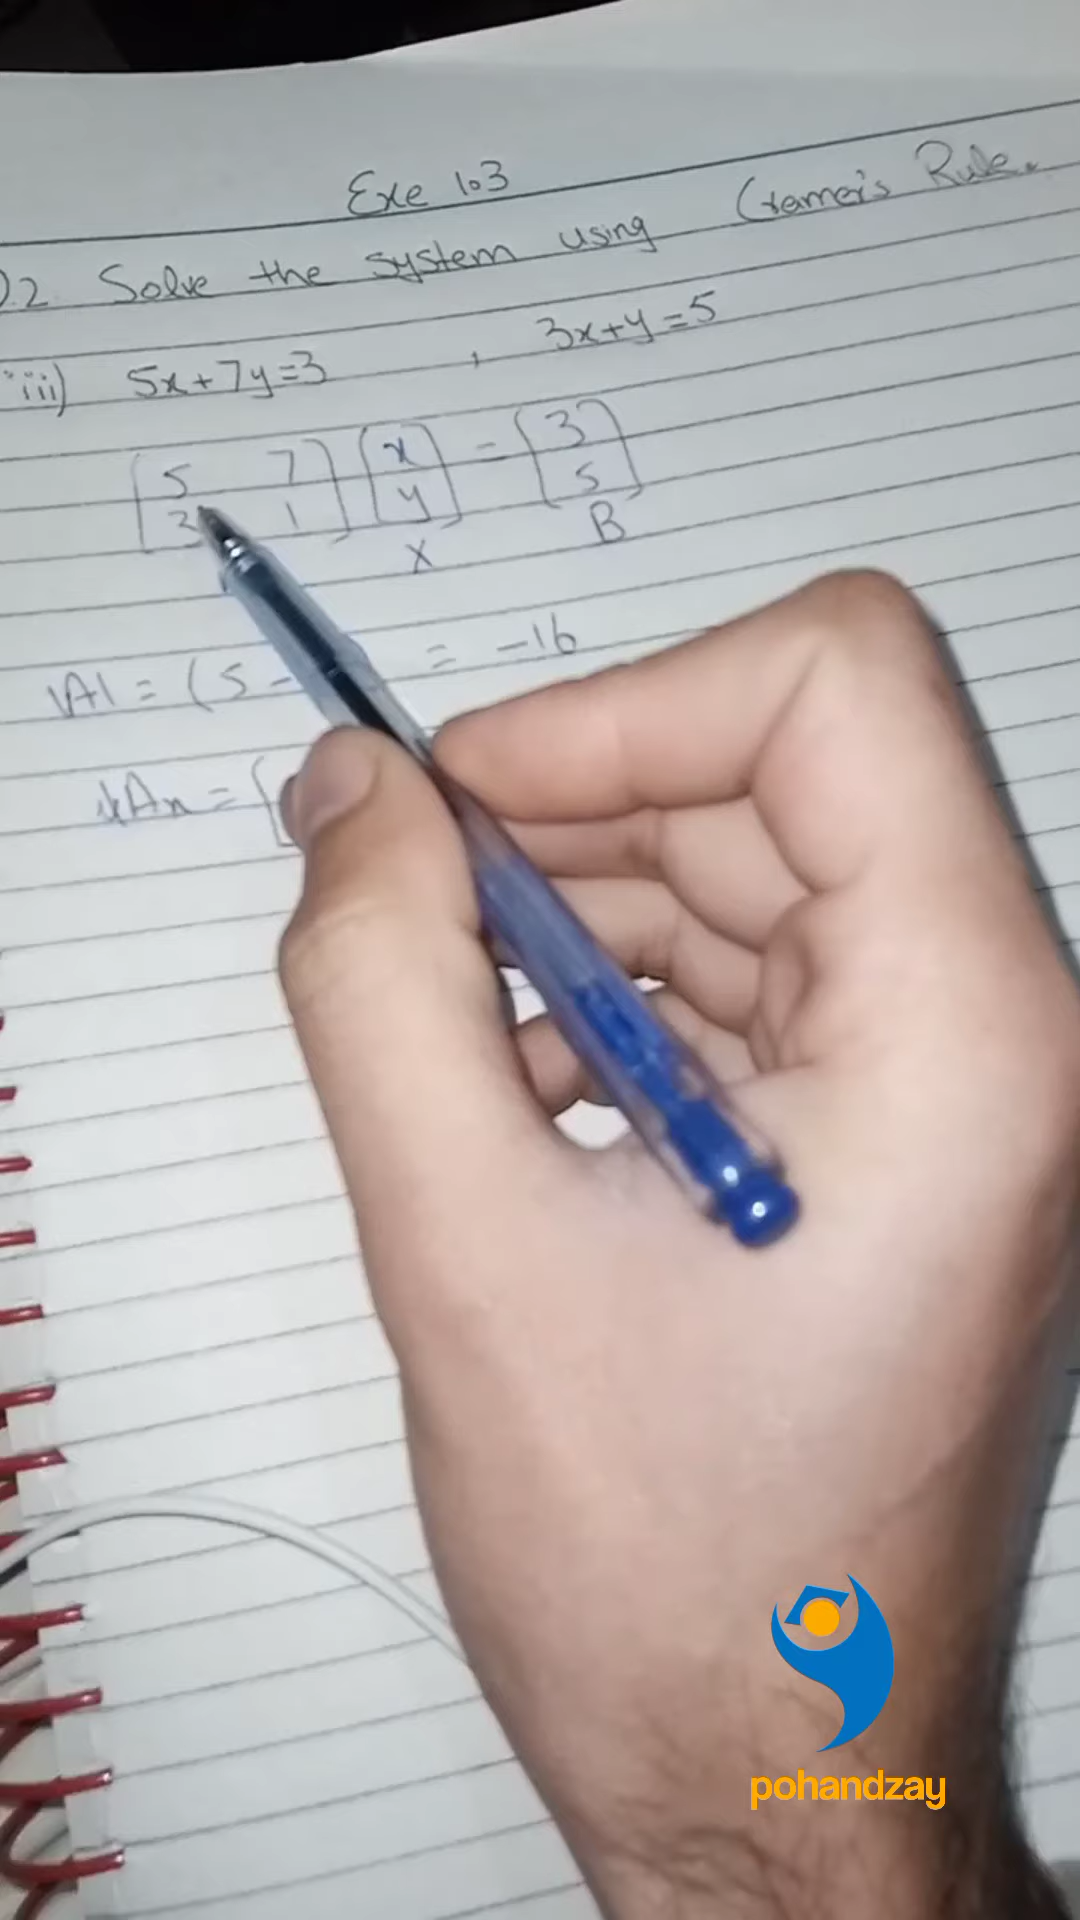 Exe 1.3
Q.2 Solve the system using Cramer's Rule.
iii) 5x+7y=3 , 3x+y=5
[5 7] [x] = [3]
[3 1] [y] [5]
X B
|A| = (5 - = -16
Ax = [
pohandzay